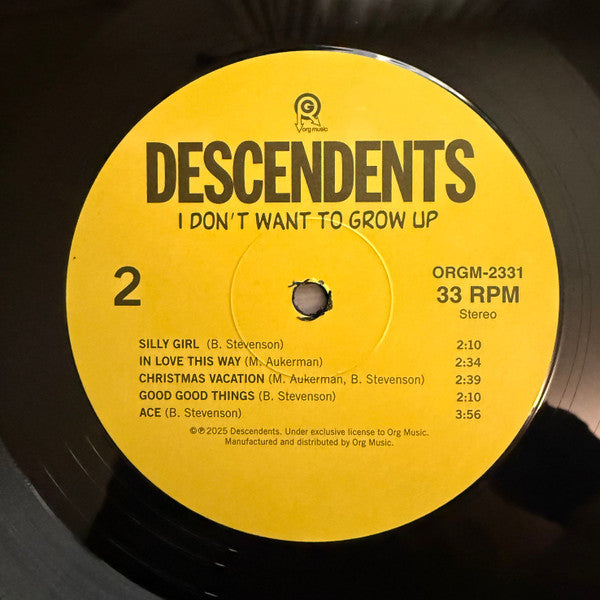 org music
DESCENDENTS
I DON'T WANT TO GROW UP
2
ORGM-2331
33 RPM
Stereo
SILLY GIRL (B. Stevenson) 2:10
IN LOVE THIS WAY (M. Aukerman) 2:34
CHRISTMAS VACATION (M. Aukerman, B. Stevenson) 2:39
GOOD GOOD THINGS (B. Stevenson) 2:10
ACE (B. Stevenson) 3:56
©℗ 2025 Descendents. Under exclusive license to Org Music.
Manufactured and distributed by Org Music.